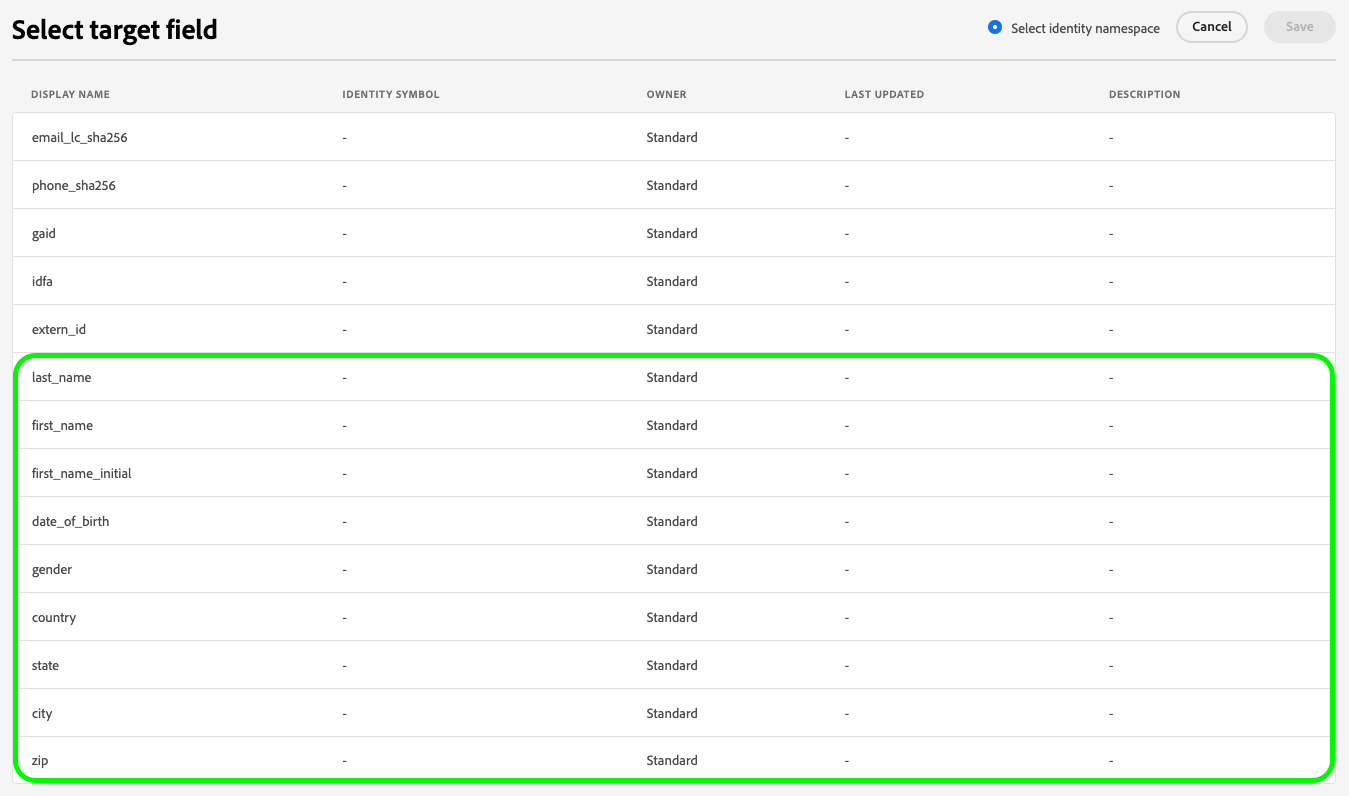 Select target field Select identity namespace Cancel Save
DISPLAY NAME IDENTITY SYMBOL OWNER LAST UPDATED DESCRIPTION
email_lc_sha256 - Standard - -
phone_sha256 - Standard - -
gaid - Standard - -
idfa - Standard - -
extern_id - Standard - -
last_name - Standard - -
first_name - Standard - -
first_name_initial - Standard - -
date_of_birth - Standard - -
gender - Standard - -
country - Standard - -
state - Standard - -
city - Standard - -
zip - Standard - -